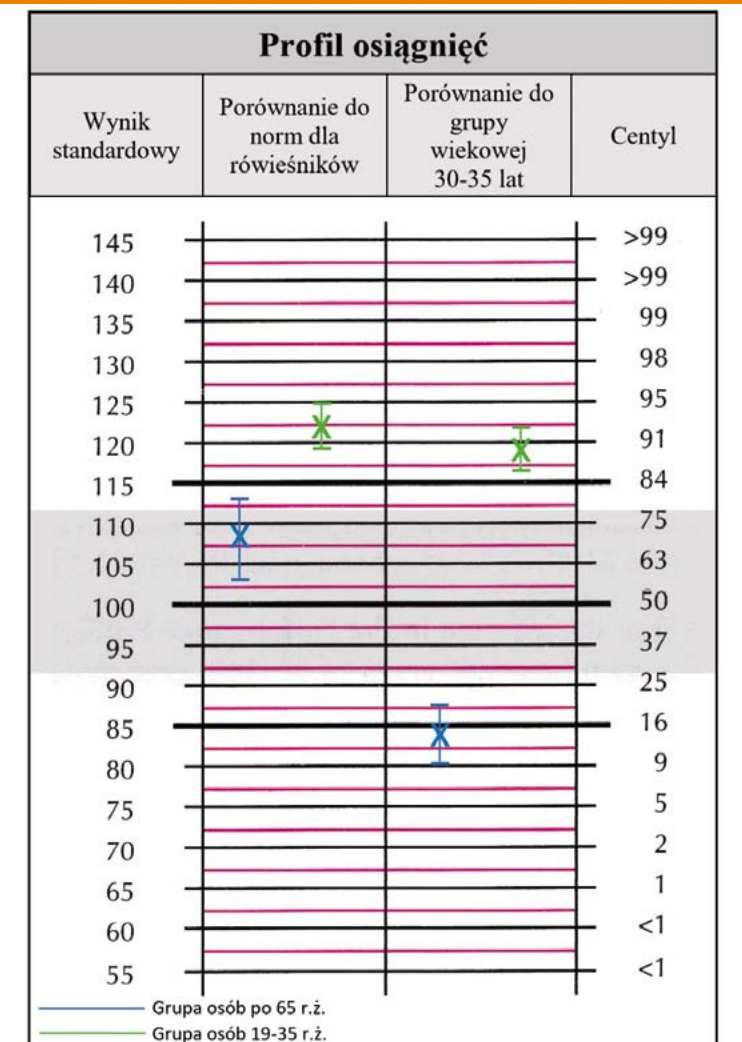 Profil osiągnięć
Wynik
standardowy
Porównanie do
norm dla
rówieśników
Porównanie do
grupy
wiekowej
30-35 lat
Centyl
145 >99
140 >99
135 99
130 98
125 95
120 91
115 84
110 75
105 63
100 50
95 37
90 25
85 16
80 9
75 5
70 2
65 1
60 <1
55 <1
Grupa osób po 65 r.ż.
Grupa osób 19-35 r.ż.